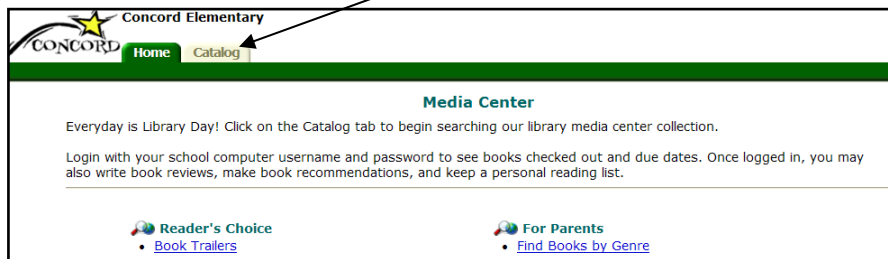 Concord Elementary
CONCORD
Home Catalog
Media Center
Everyday is Library Day! Click on the Catalog tab to begin searching our library media center collection.
Login with your school computer username and password to see books checked out and due dates. Once logged in, you may
also write book reviews, make book recommendations, and keep a personal reading list.
Reader's Choice
• Book Trailers
For Parents
• Find Books by Genre